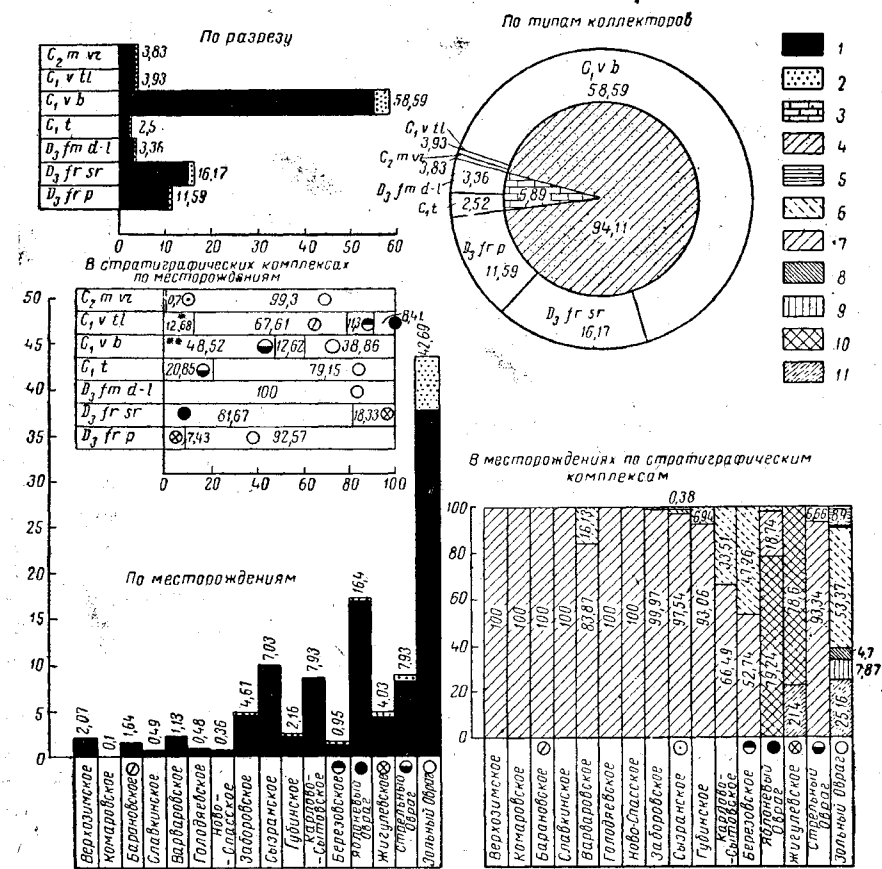 По разрезу
C₂ m vr 3,83
C₁ v tl 3,93
C₁ v b 58,59
C₁ t 2,5
D₃ fm d-l 3,36
D₃ fr sr 16,17
D₃ fr p 11,59
0 10 20 30 40 50 60
По типам коллекторов
C₁ v b
58,59
C₁ v tl
3,93
C₂ m vr
3,83
D₃ fm d-l
3,36
C₁ t
2,52
D₃ fr p
11,59
D₃ fr sr
16,17
5,89
94,11
1
2
3
4
5
6
7
8
9
10
11
В стратиграфических комплексах
по месторождениям
C₂ m vr 0,7 99,3
C₁ v tl 12,68* 67,61 11,3 8,41
C₁ v b ** 48,52 12,62 38,86
C₁ t 20,85 79,15
D₃ fm d-l 100
D₃ fr sr 81,67 18,33
D₃ fr p 7,43 92,57
0 20 40 60 80 100
По месторождениям
50
45
40
35
30
25
20
15
10
5
0
2,07
0,1
1,64
0,49
1,13
0,48
0,36
4,61
7,03
2,16
7,93
0,95
16,4
4,03
7,93
42,69
Верхозимское
Комаровское
Барановское
Славкинское
Варваровское
Голодяевское
Ново-
-Спасское
Заборовское
Сызранское
Губинское
Карлово-
-Сытовское
Березовское
Яблоневый
Овраг
Жигулевское
Стрельный
Овраг
Зольный Овраг
В месторождениях по стратиграфическим
комплексам
100
80
60
40
20
0
100
100
100
100
83,87
16,13
100
100
99,97
97,54
0,38
93,06
6,94
66,49
33,51
52,74
47,26
79,24
18,74
21,4
78,6
93,34
6,66
25,16
7,87
4,7
53,37
8,9
Верхозимское
Комаровское
Барановское
Славкинское
Варваровское
Голодяевское
Ново-Спасское
Заборовское
Сызранское
Губинское
Карлово-
-Сытовское
Березовское
Яблоневый
Овраг
Жигулевское
Стрельный
Овраг
Зольный Овраг